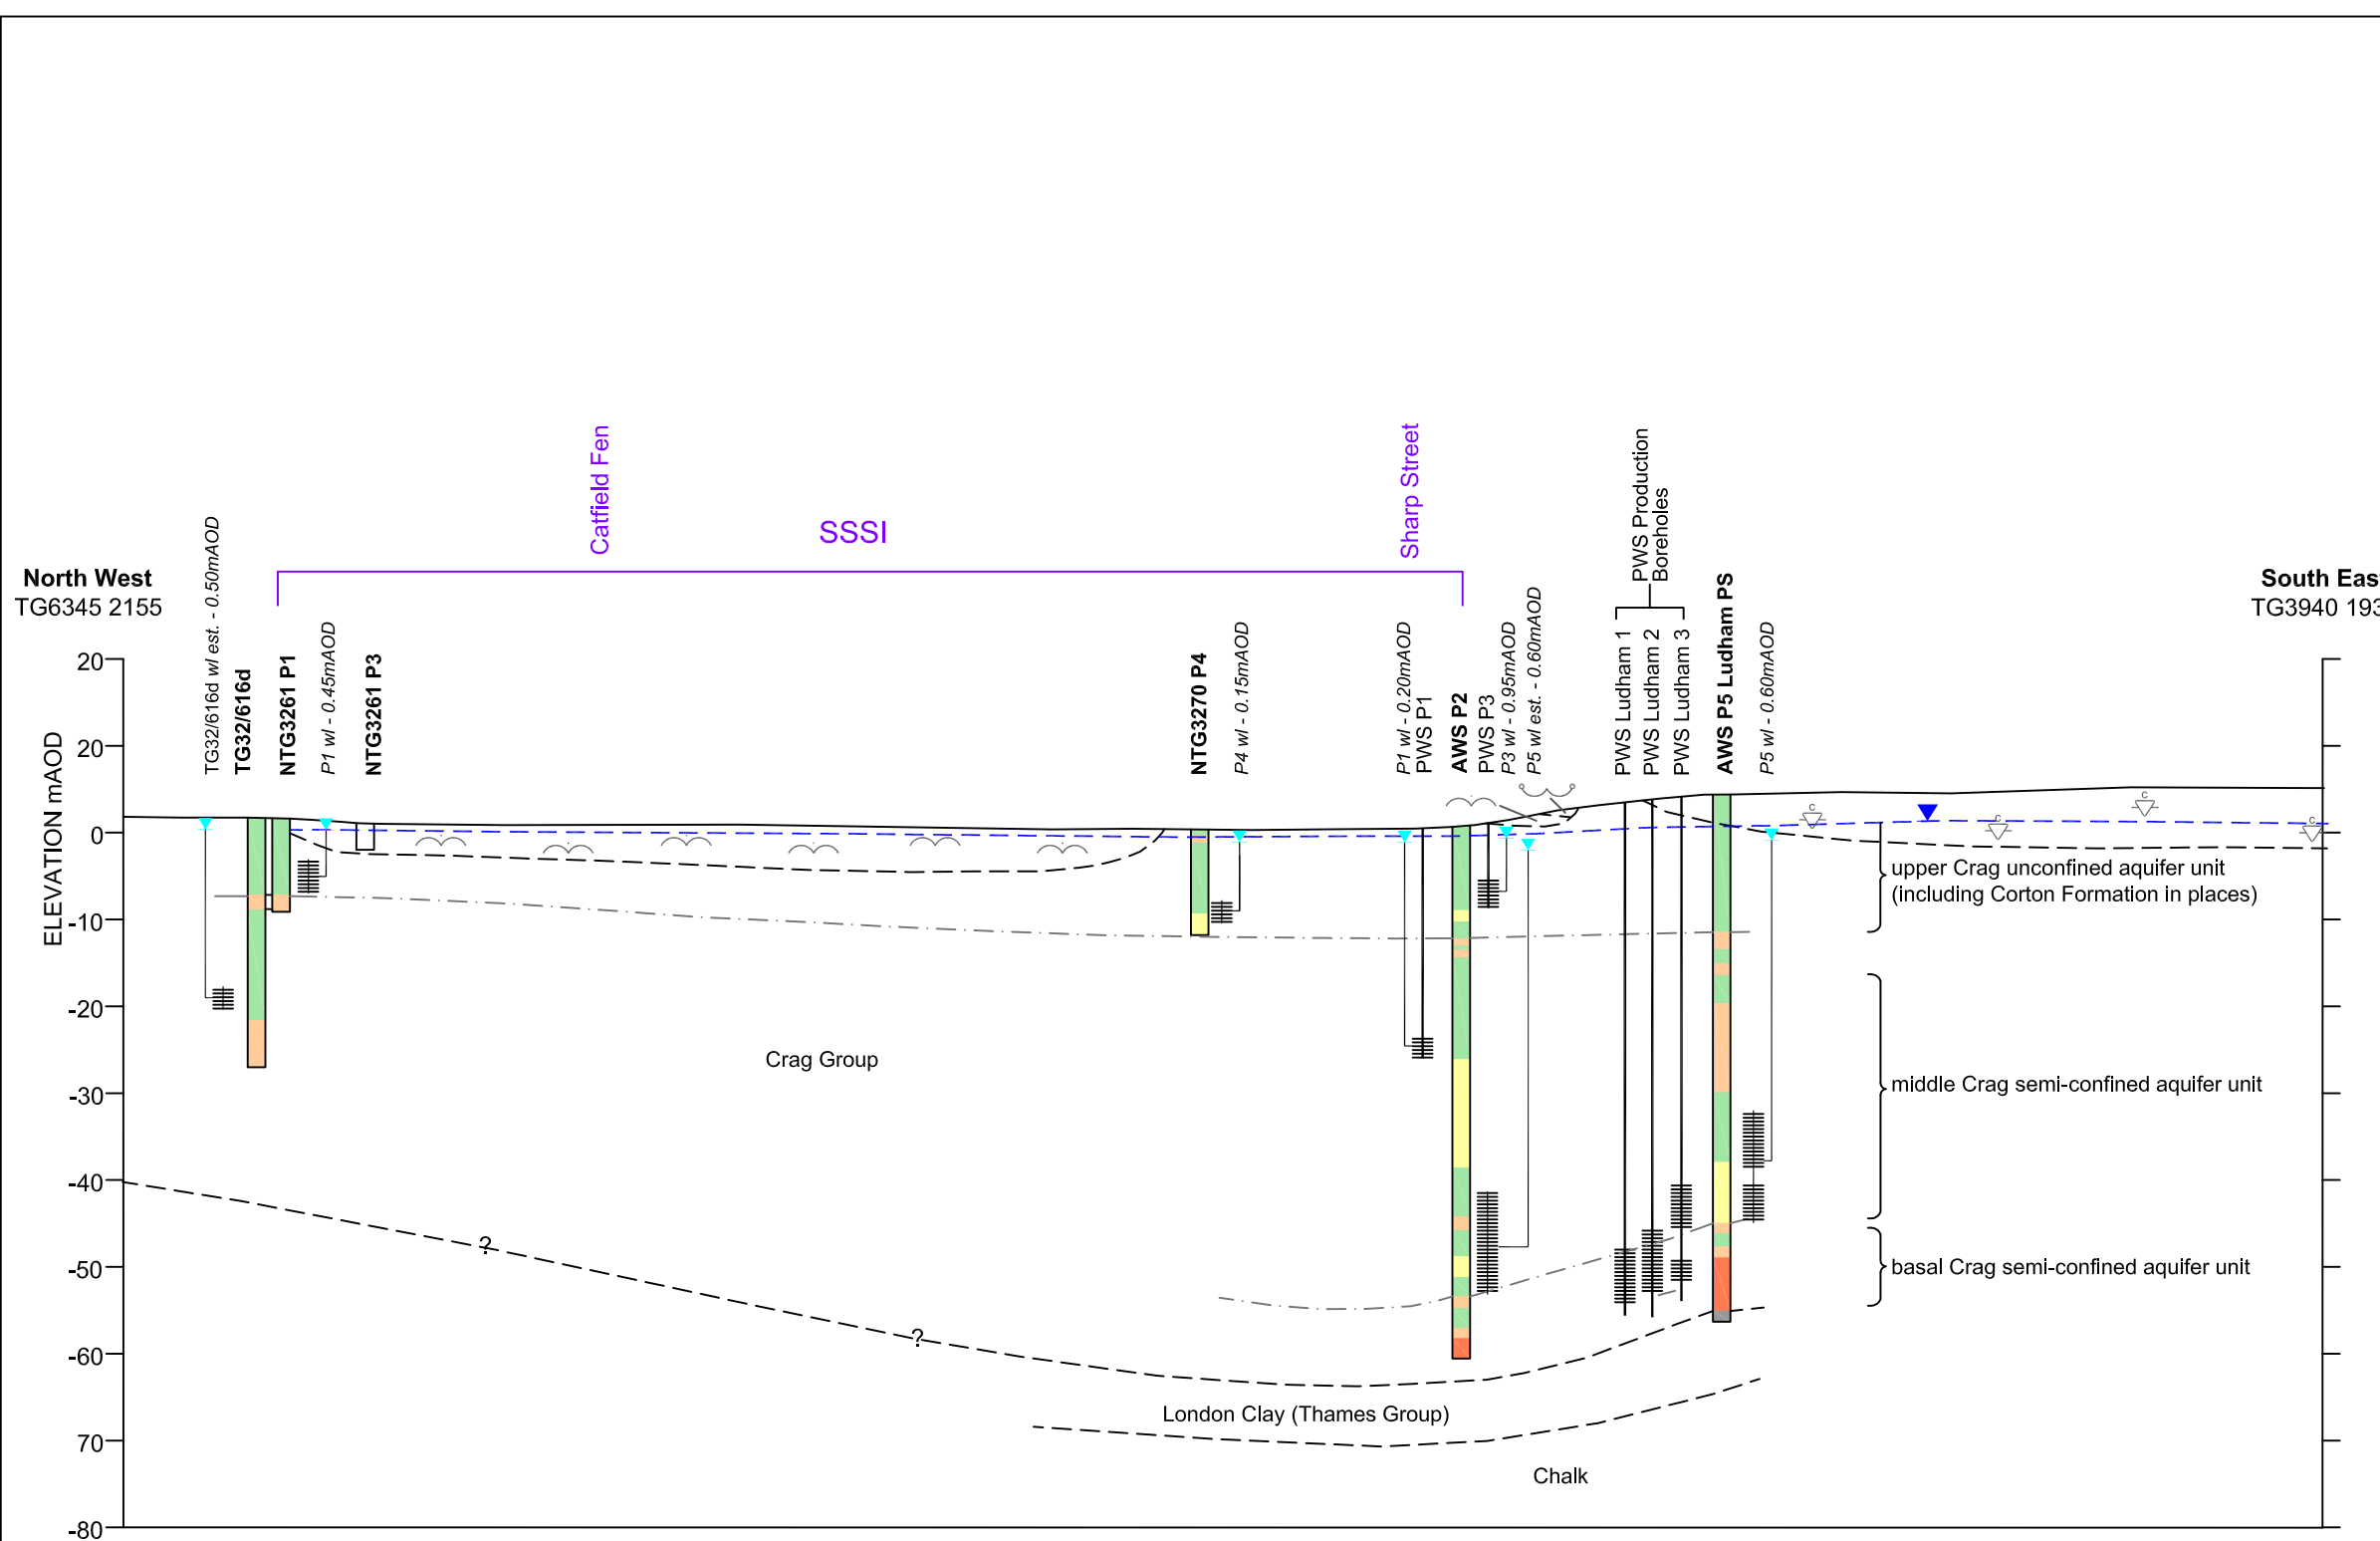 Catfield Fen
SSSI
Sharp Street
PWS Production
Boreholes
North West
TG6345 2155
South Eas
TG3940 193
TG32/616d wl est. - 0.50mAOD
TG32/616d
NTG3261 P1
P1 wl - 0.45mAOD
NTG3261 P3
NTG3270 P4
P4 wl - 0.15mAOD
P1 wl - 0.20mAOD
PWS P1
AWS P2
PWS P3
P3 wl - 0.95mAOD
P5 wl est. - 0.60mAOD
PWS Ludham 1
PWS Ludham 2
PWS Ludham 3
AWS P5 Ludham PS
P5 wl - 0.60mAOD
ELEVATION mAOD
20
20
0
-10
-20
-30
-40
-50
-60
70
-80
c
c
c
c
upper Crag unconfined aquifer unit
(including Corton Formation in places)
Crag Group
middle Crag semi-confined aquifer unit
?
basal Crag semi-confined aquifer unit
?
London Clay (Thames Group)
Chalk